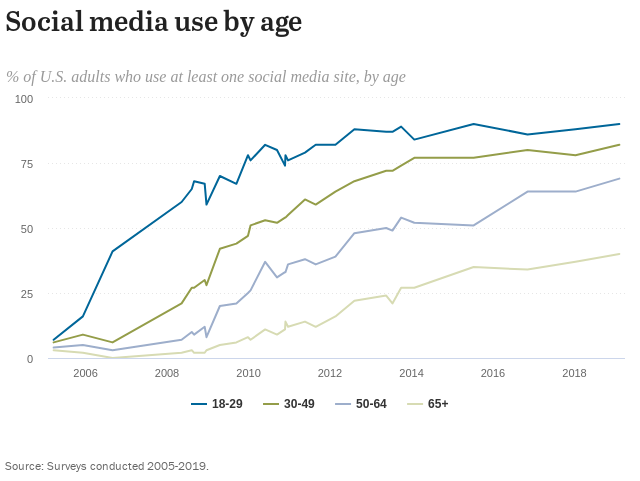 Social media use by age
% of U.S. adults who use at least one social media site, by age
100
75
50
25
0
2006 2008 2010 2012 2014 2016 2018
18-29 30-49 50-64 65+
Source: Surveys conducted 2005-2019.